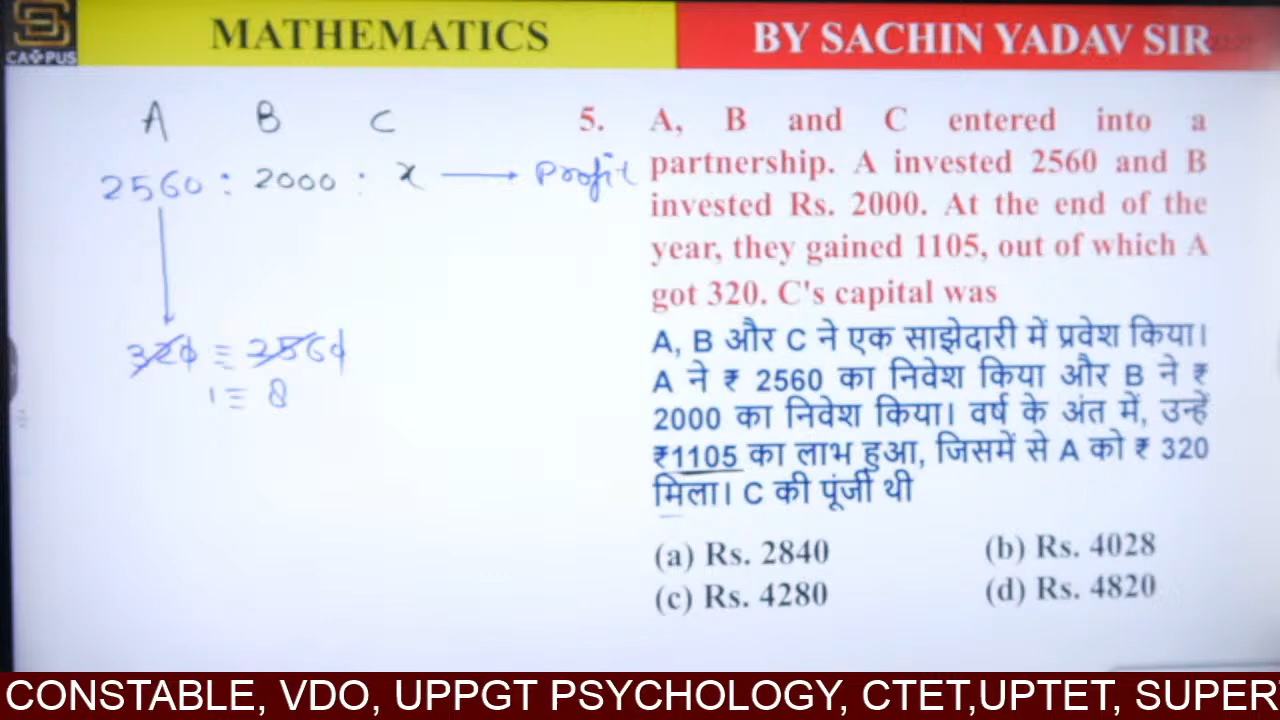 CAMPUS
MATHEMATICS
BY SACHIN YADAV SIR
A B C
2560 : 2000 : x → Profit
320 ≡ 2560
1 ≡ 8
5. A, B and C entered into a
partnership. A invested 2560 and B
invested Rs. 2000. At the end of the
year, they gained 1105, out of which A
got 320. C's capital was
A, B और C ने एक साझेदारी में प्रवेश किया।
A ने ₹ 2560 का निवेश किया और B ने ₹
2000 का निवेश किया। वर्ष के अंत में, उन्हें
₹1105 का लाभ हुआ, जिसमें से A को ₹ 320
मिला। C की पूंजी थी
(a) Rs. 2840 (b) Rs. 4028
(c) Rs. 4280 (d) Rs. 4820
CONSTABLE, VDO, UPPGT PSYCHOLOGY, CTET,UPTET, SUPER